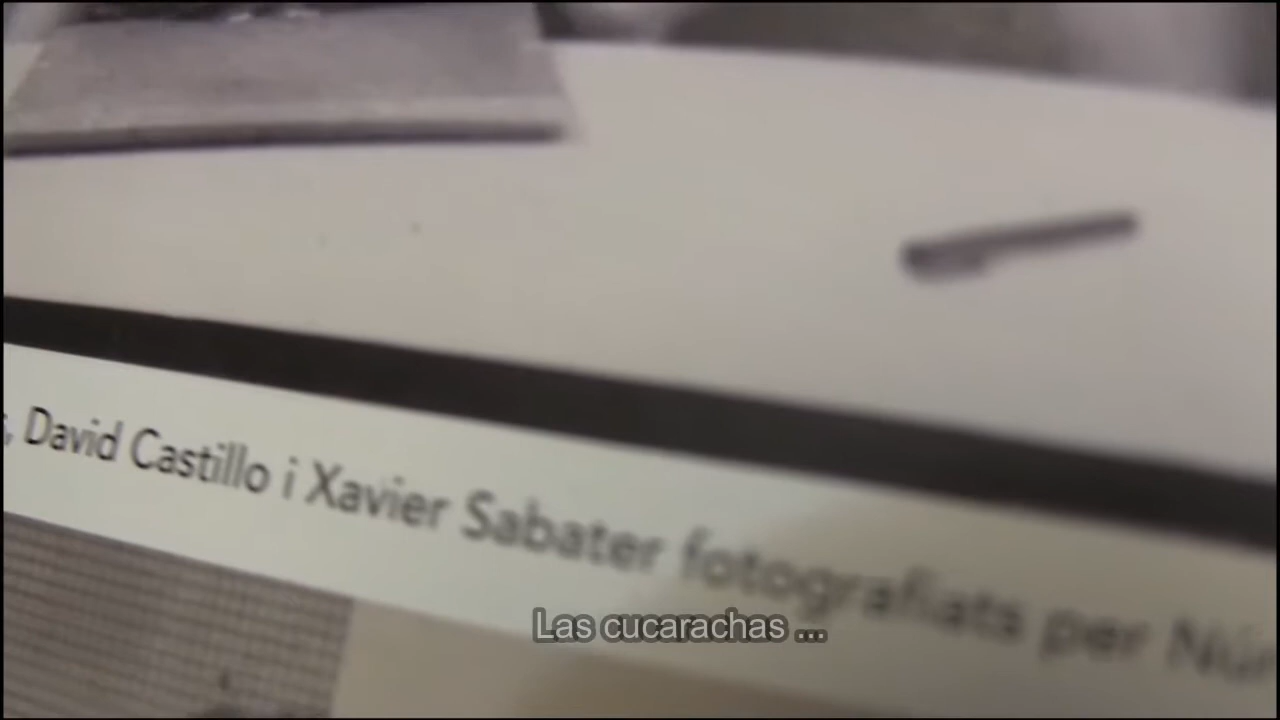 , David Castillo i Xavier Sabater fotografiats per
Las cucarachas ...